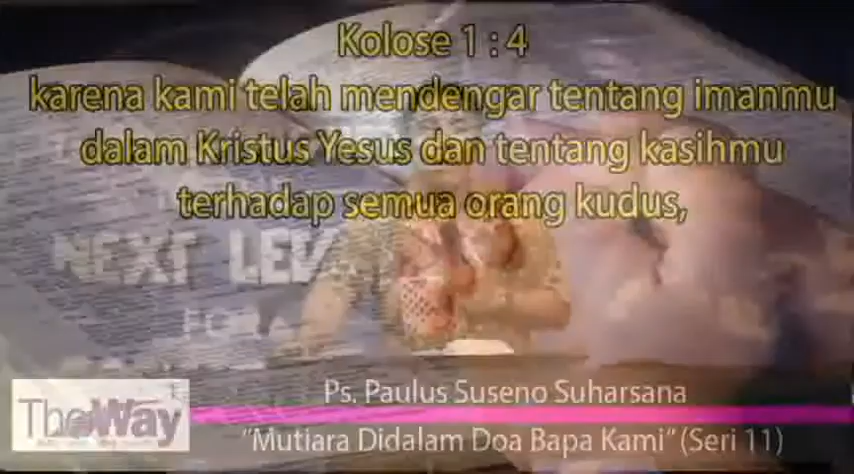 Kolose 1 : 4
karena kami telah mendengar tentang imanmu
dalam Kristus Yesus dan tentang kasihmu
terhadap semua orang kudus,
NEXT LEV
FOR A
Ps. Paulus Suseno Suharsana
TheWay
“Mutiara Didalam Doa Bapa Kami” (Seri 11)